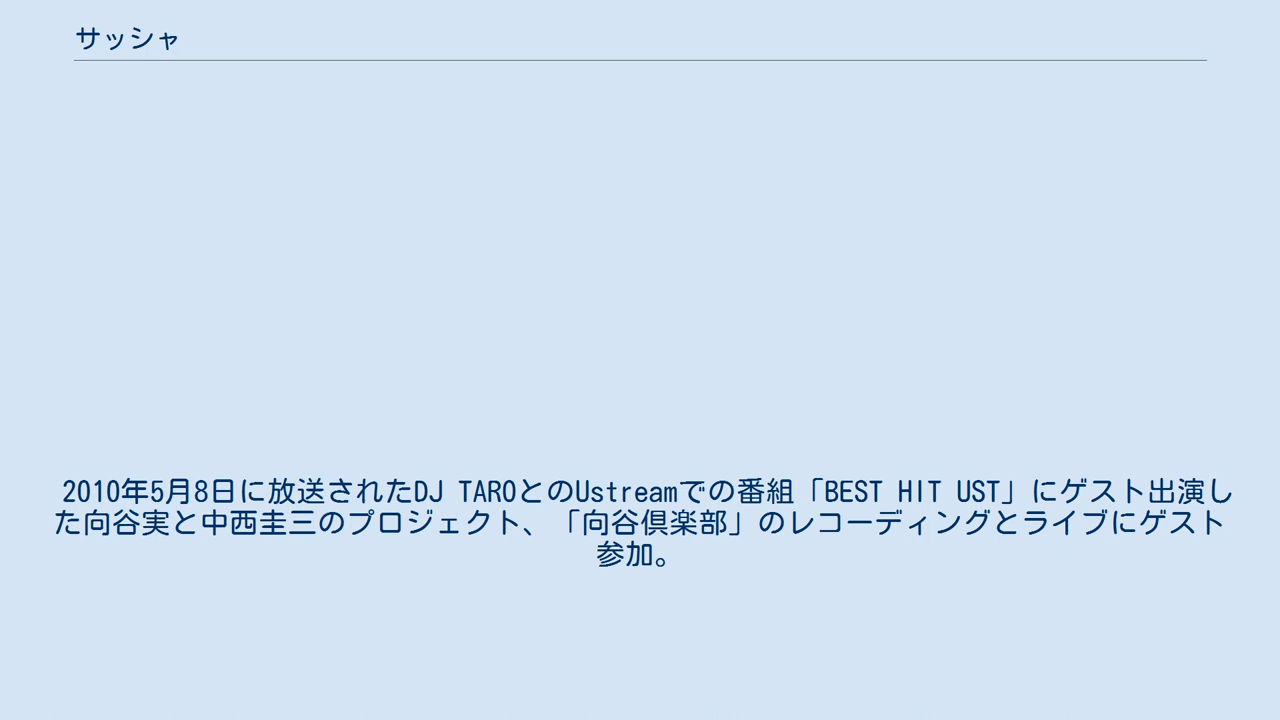 サッシャ
2010年5月8日に放送されたDJ TAROとのUstreamでの番組「BEST HIT UST」にゲスト出演し
た向谷実と中西圭三のプロジェクト、「向谷倶楽部」のレコーディングとライブにゲスト
参加。